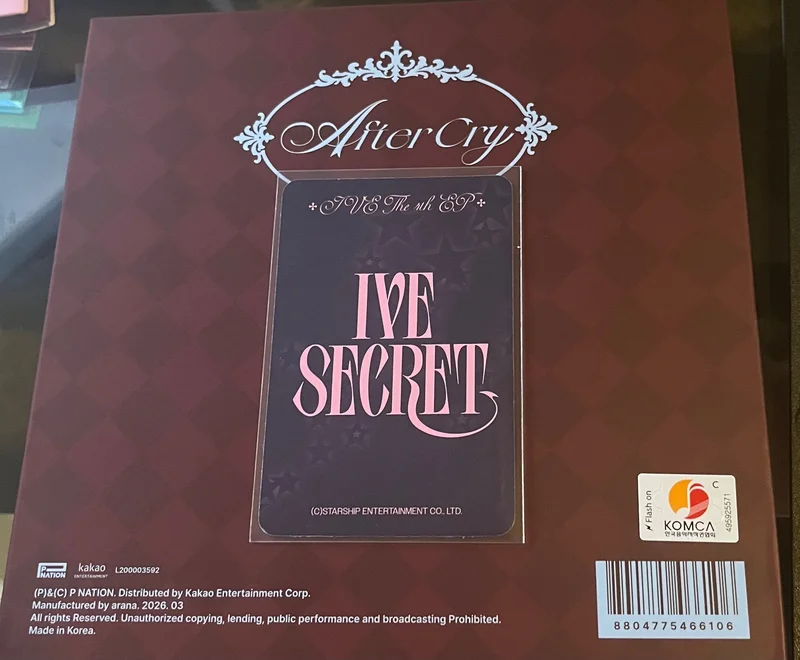 After Cry
IVE The 4th EP
IVE
SECRET
(C)STARSHIP ENTERTAINMENT CO., LTD.
Flash on
C
495925571
KOMCA
한국음악저작권협회
P NATION
kakao
ENTERTAINMENT
L200003592
(P)&(C) P NATION. Distributed by Kakao Entertainment Corp.
Manufactured by arana. 2026. 03
All rights Reserved. Unauthorized copying, lending, public performance and broadcasting Prohibited.
Made in Korea.
8804775466106